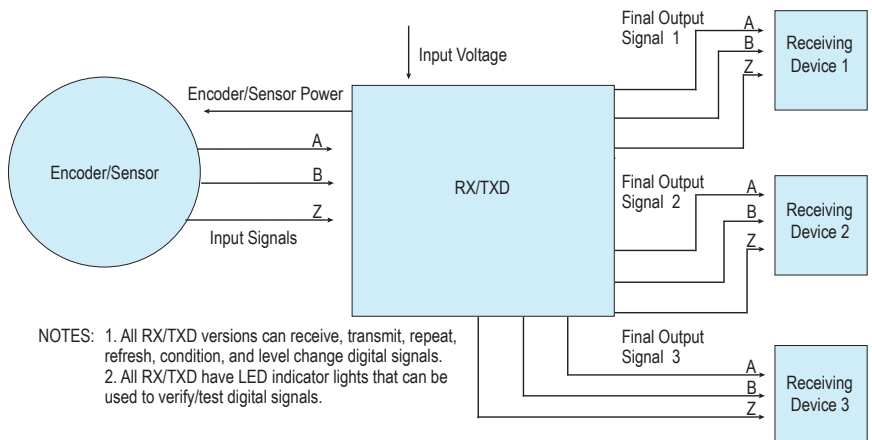 Final Output
Signal 1
A
B
Z
Receiving
Device 1
Input Voltage
Encoder/Sensor Power
A
B
Z
Encoder/Sensor
Input Signals
RX/TXD
Final Output
Signal 2
A
B
Z
Receiving
Device 2
NOTES: 1. All RX/TXD versions can receive, transmit, repeat,
refresh, condition, and level change digital signals.
2. All RX/TXD have LED indicator lights that can be
used to verify/test digital signals.
Final Output
Signal 3
A
B
Z
Receiving
Device 3